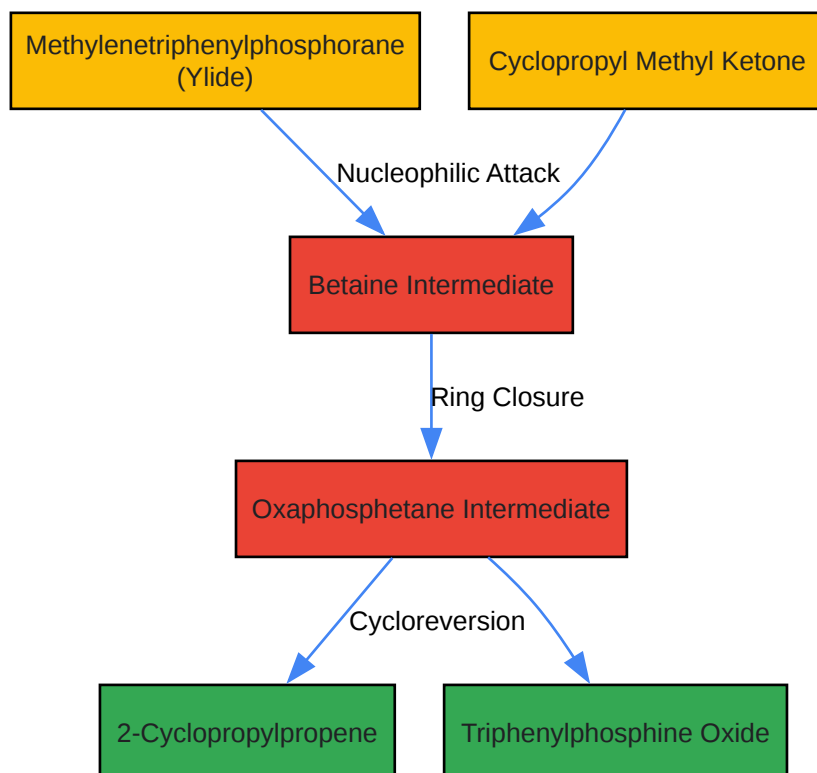 Methylenetriphenylphosphorane
(Ylide)
Cyclopropyl Methyl Ketone
Nucleophilic Attack
Betaine Intermediate
Ring Closure
Oxaphosphetane Intermediate
Cycloreversion
2-Cyclopropylpropene
Triphenylphosphine Oxide